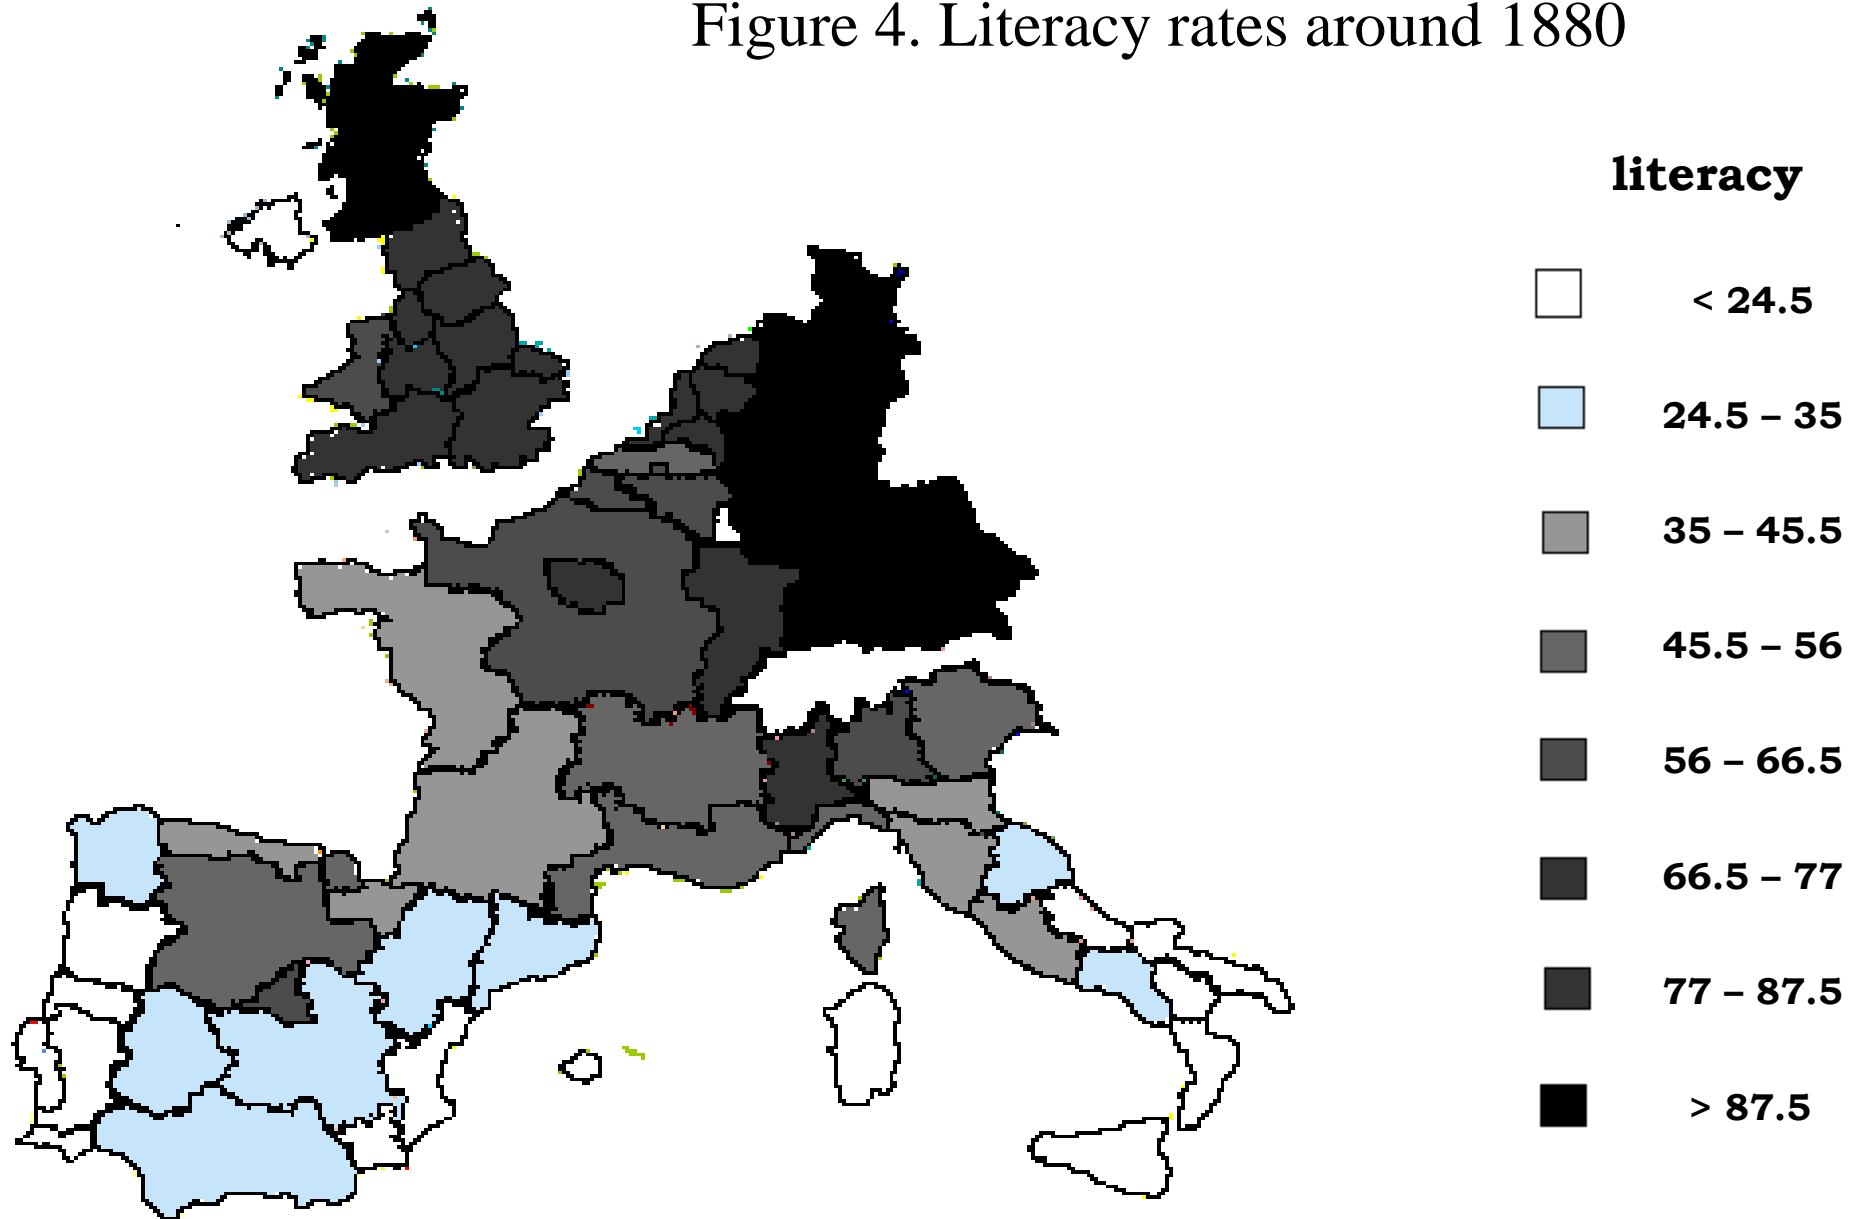 Figure 4. Literacy rates around 1880
literacy
< 24.5
24.5 – 35
35 – 45.5
45.5 – 56
56 – 66.5
66.5 – 77
77 – 87.5
> 87.5